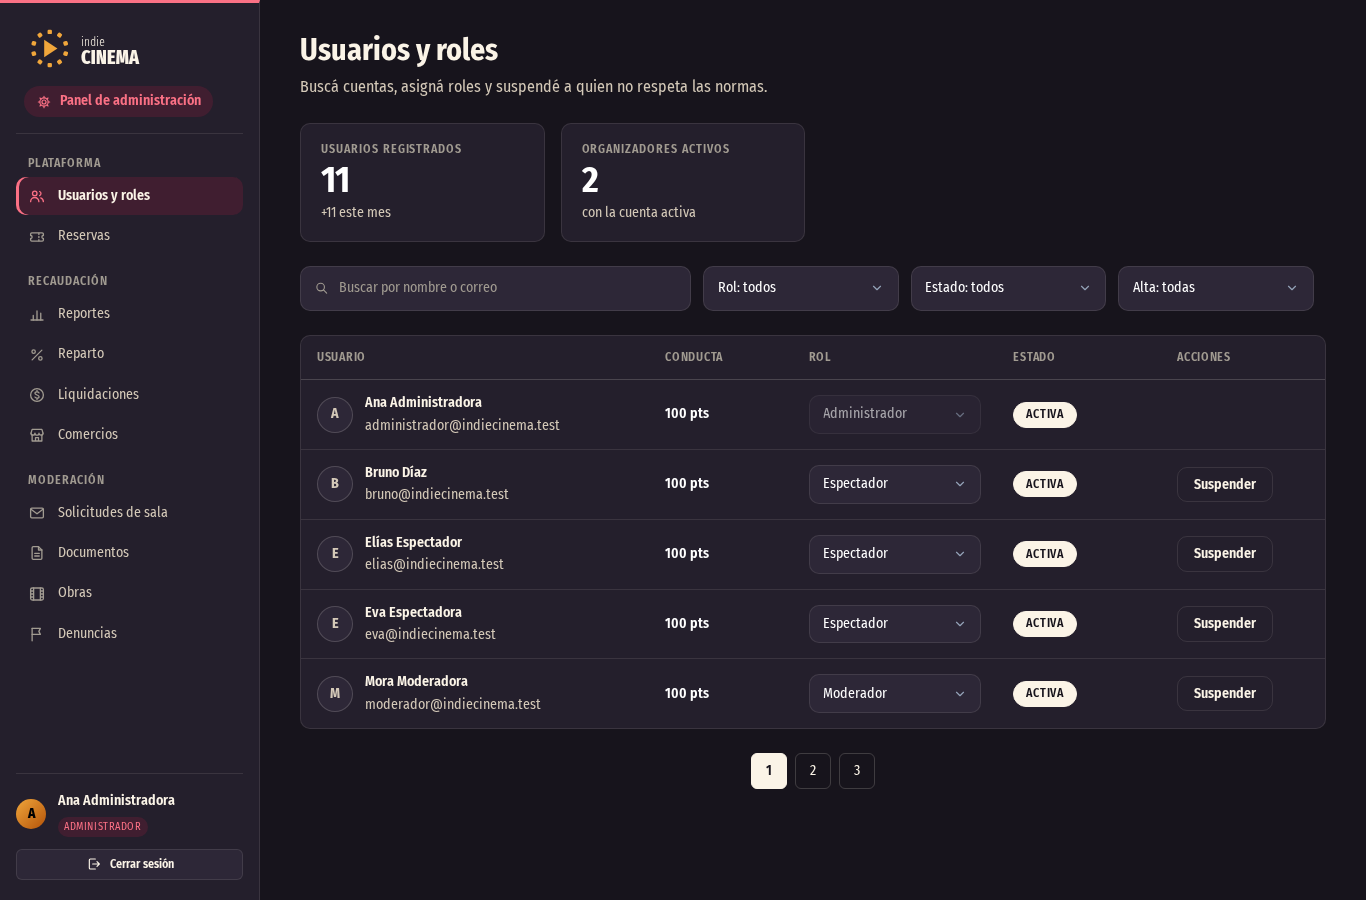 indie
CINEMA
Panel de administración
PLATAFORMA
Usuarios y roles
Reservas
RECAUDACIÓN
Reportes
Reparto
Liquidaciones
Comercios
MODERACIÓN
Solicitudes de sala
Documentos
Obras
Denuncias
A
Ana Administradora
ADMINISTRADOR
Cerrar sesión
Usuarios y roles
Buscá cuentas, asigná roles y suspendé a quien no respeta las normas.
USUARIOS REGISTRADOS
11
+11 este mes
ORGANIZADORES ACTIVOS
2
con la cuenta activa
Buscar por nombre o correo
Rol: todos
Estado: todos
Alta: todas
USUARIO CONDUCTA ROL ESTADO ACCIONES
A
Ana Administradora
administrador@indiecinema.test
100 pts
Administrador
ACTIVA
B
Bruno Díaz
bruno@indiecinema.test
100 pts
Espectador
ACTIVA
Suspender
E
Elías Espectador
elias@indiecinema.test
100 pts
Espectador
ACTIVA
Suspender
E
Eva Espectadora
eva@indiecinema.test
100 pts
Espectador
ACTIVA
Suspender
M
Mora Moderadora
moderador@indiecinema.test
100 pts
Moderador
ACTIVA
Suspender
1 2 3